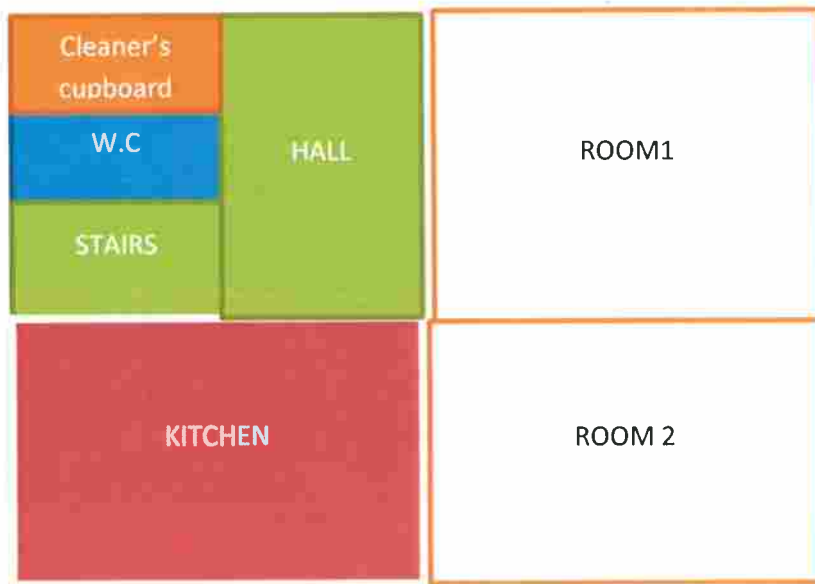 Cleaner's
cupboard
W.C
HALL
ROOM1
STAIRS
KITCHEN
ROOM 2